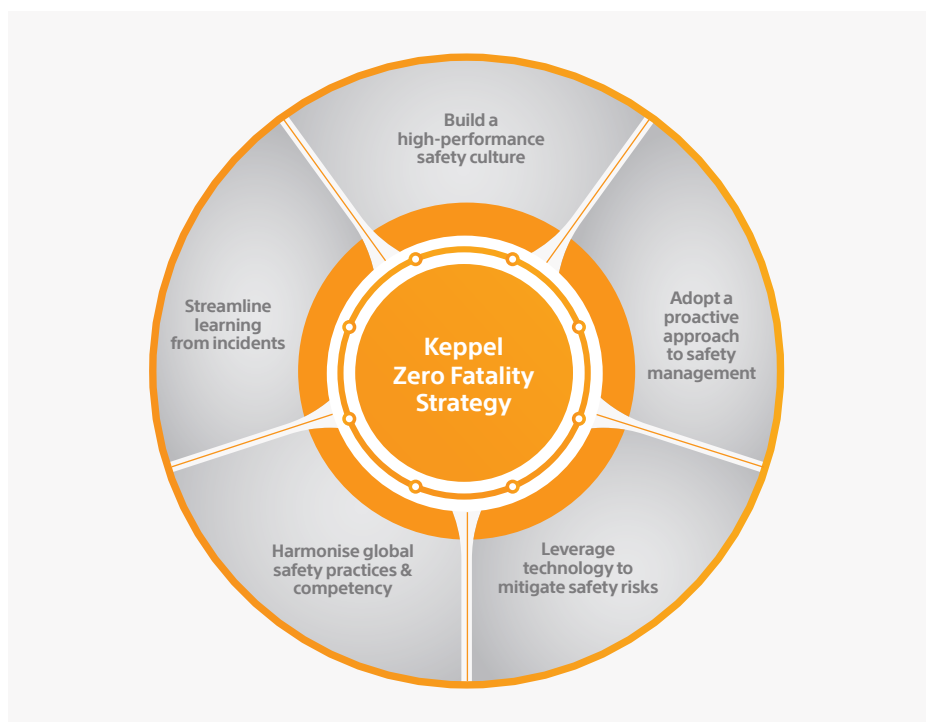 Build a
high-performance
safety culture
Adopt a
proactive
approach
to safety
management
Leverage
technology to
mitigate safety risks
Harmonise global
safety practices &
competency
Streamline
learning
from incidents
Keppel
Zero Fatality
Strategy